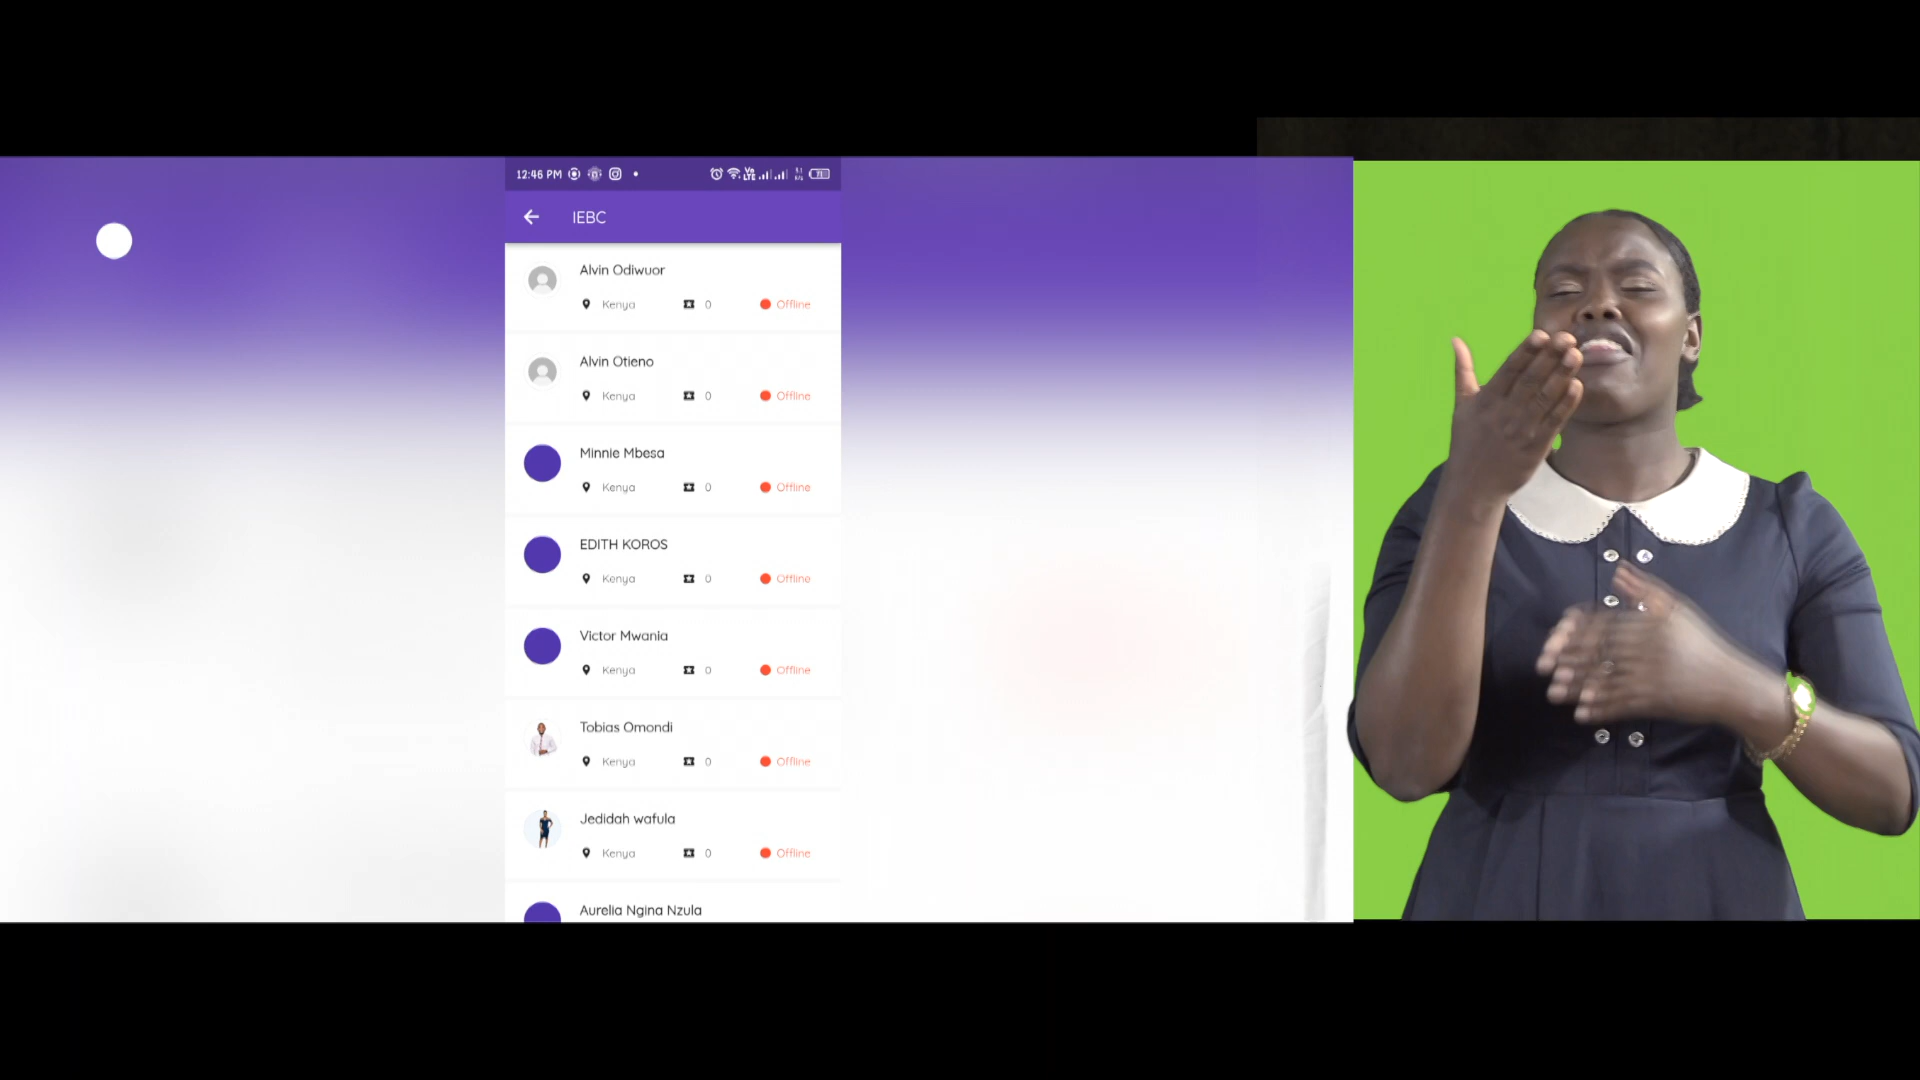 12:46 PM
IEBC
Alvin Odiwuor
Kenya 0 Offline
Alvin Otieno
Kenya 0 Offline
Minnie Mbesa
Kenya 0 Offline
EDITH KOROS
Kenya 0 Offline
Victor Mwania
Kenya 0 Offline
Tobias Omondi
Kenya 0 Offline
Jedidah wafula
Kenya 0 Offline
Aurelia Ngina Nzula